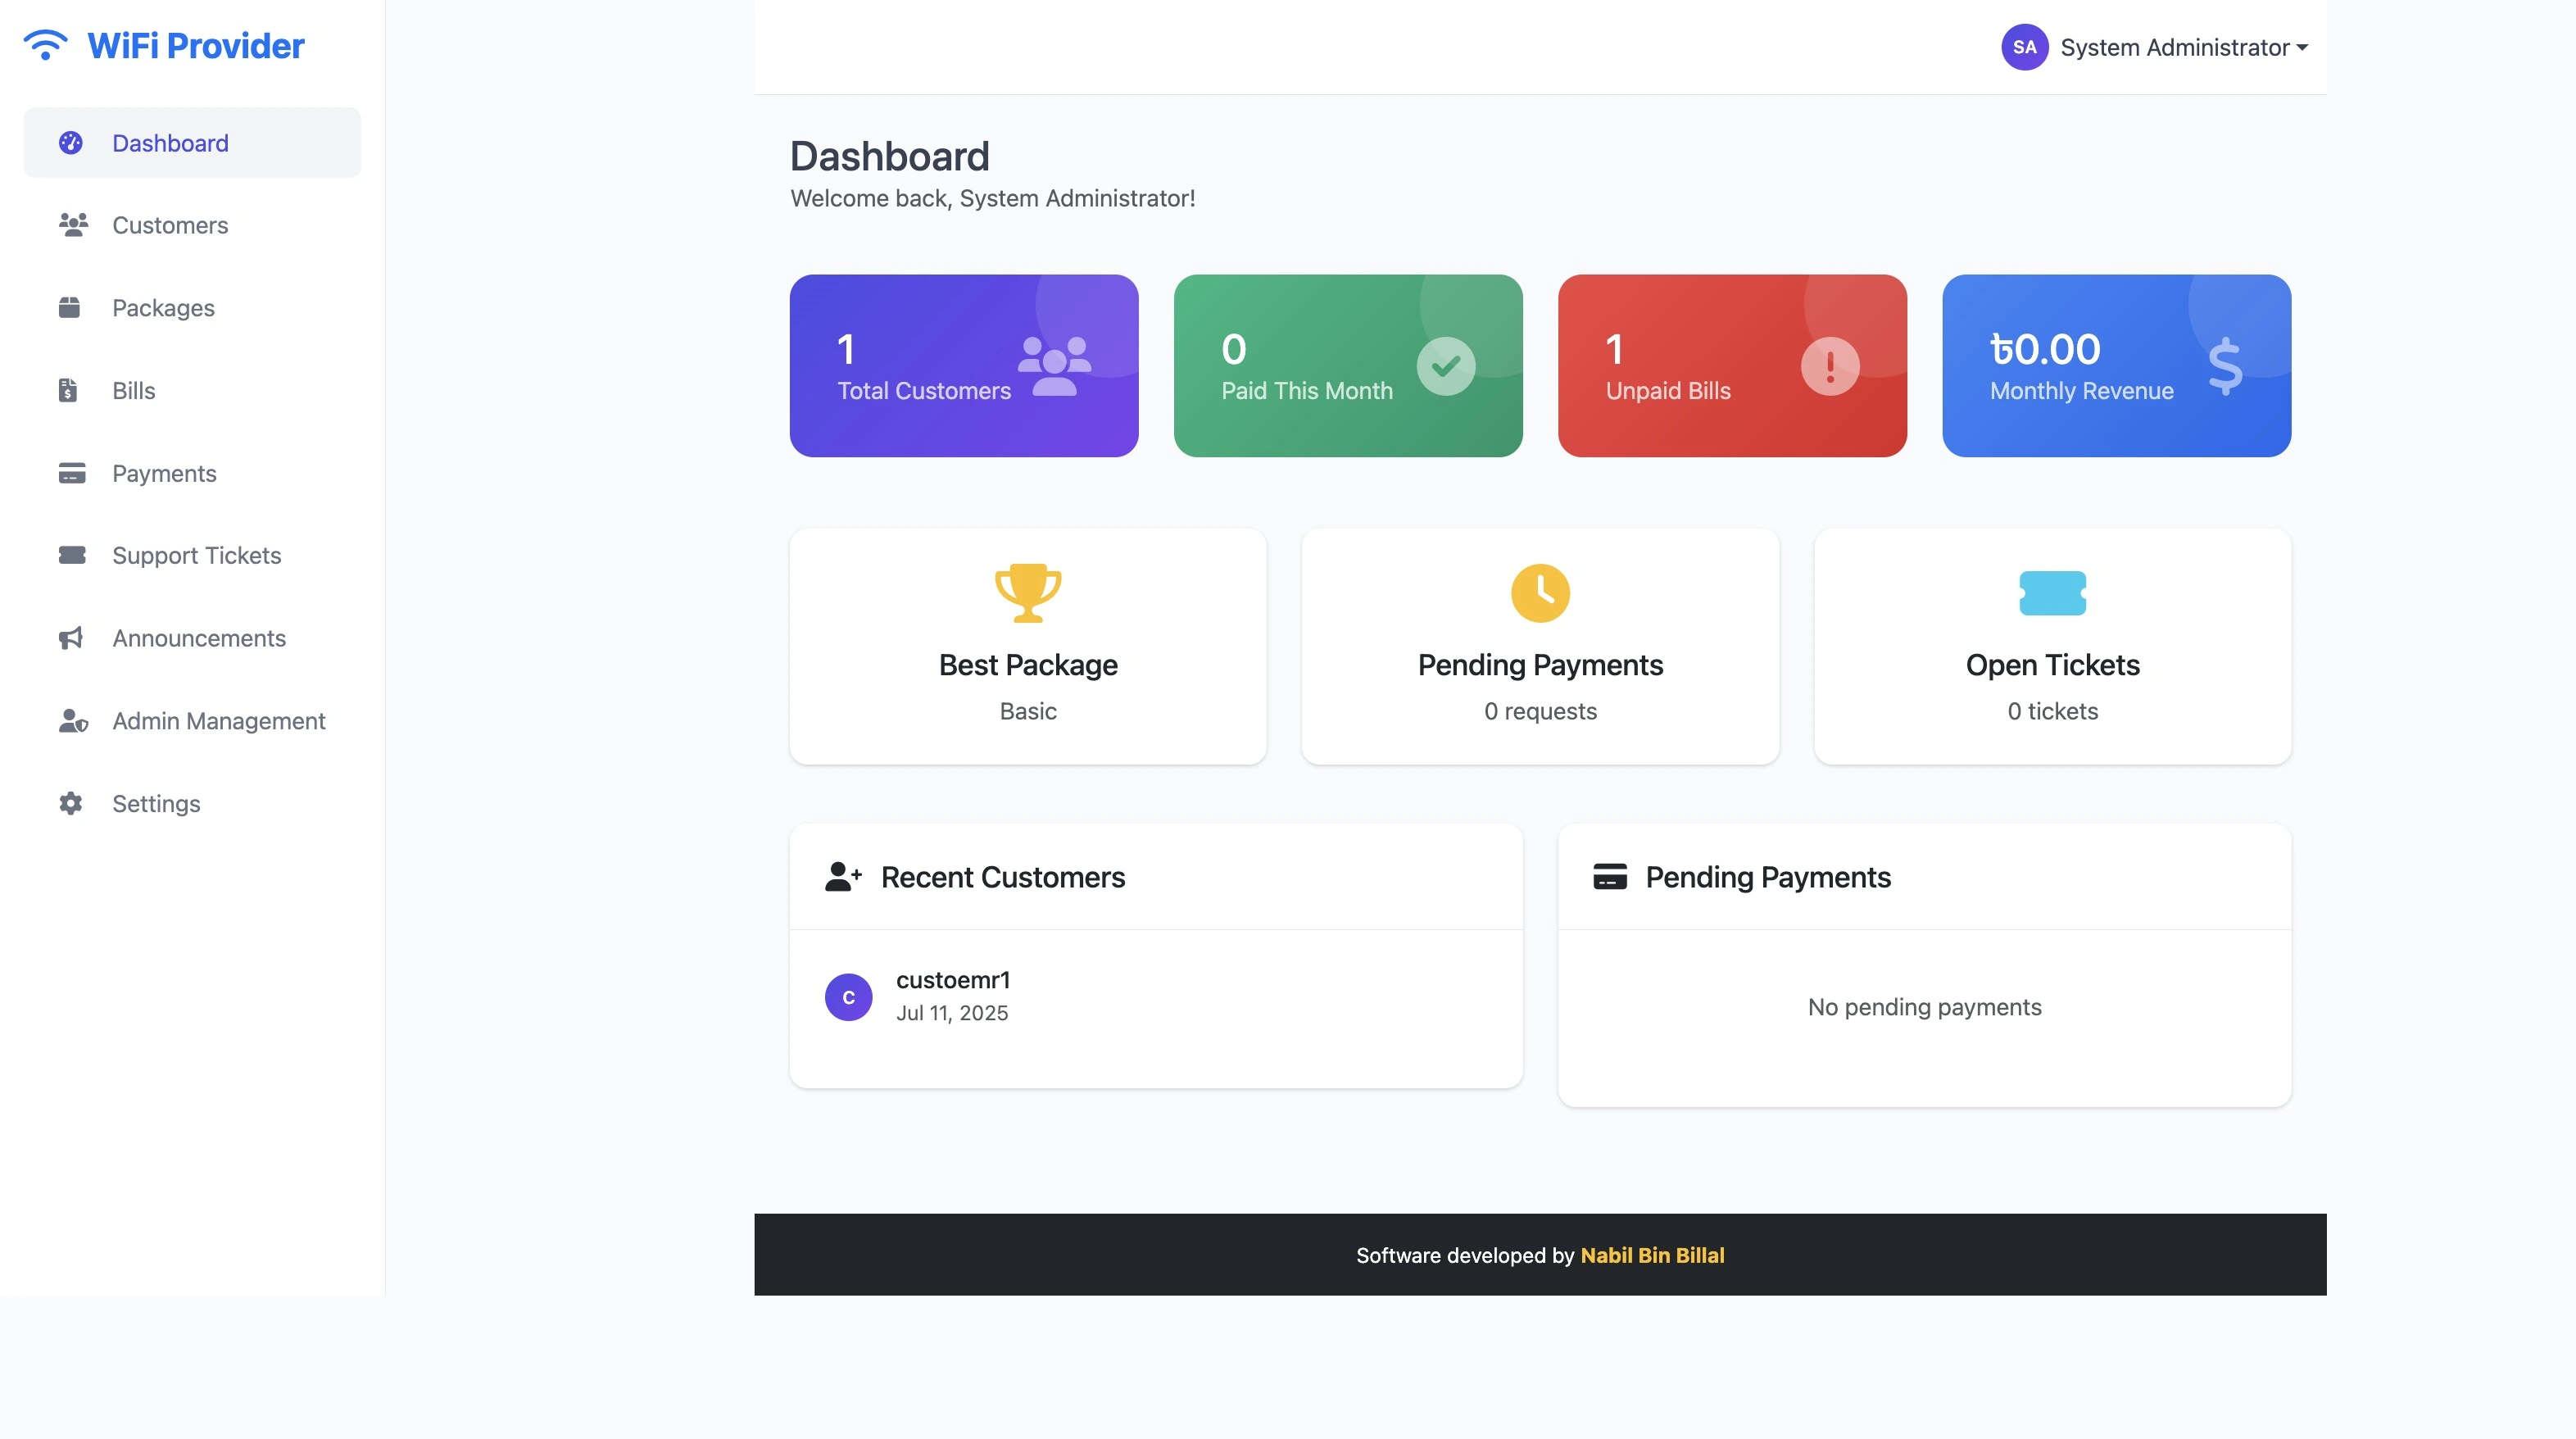 WiFi Provider
SA System Administrator
Dashboard
Customers
Packages
Bills
Payments
Support Tickets
Announcements
Admin Management
Settings
Dashboard
Welcome back, System Administrator!
1
Total Customers
0
Paid This Month
1
Unpaid Bills
৳0.00
Monthly Revenue
Best Package
Basic
Pending Payments
0 requests
Open Tickets
0 tickets
Recent Customers
C
custoemr1
Jul 11, 2025
Pending Payments
No pending payments
Software developed by Nabil Bin Billal